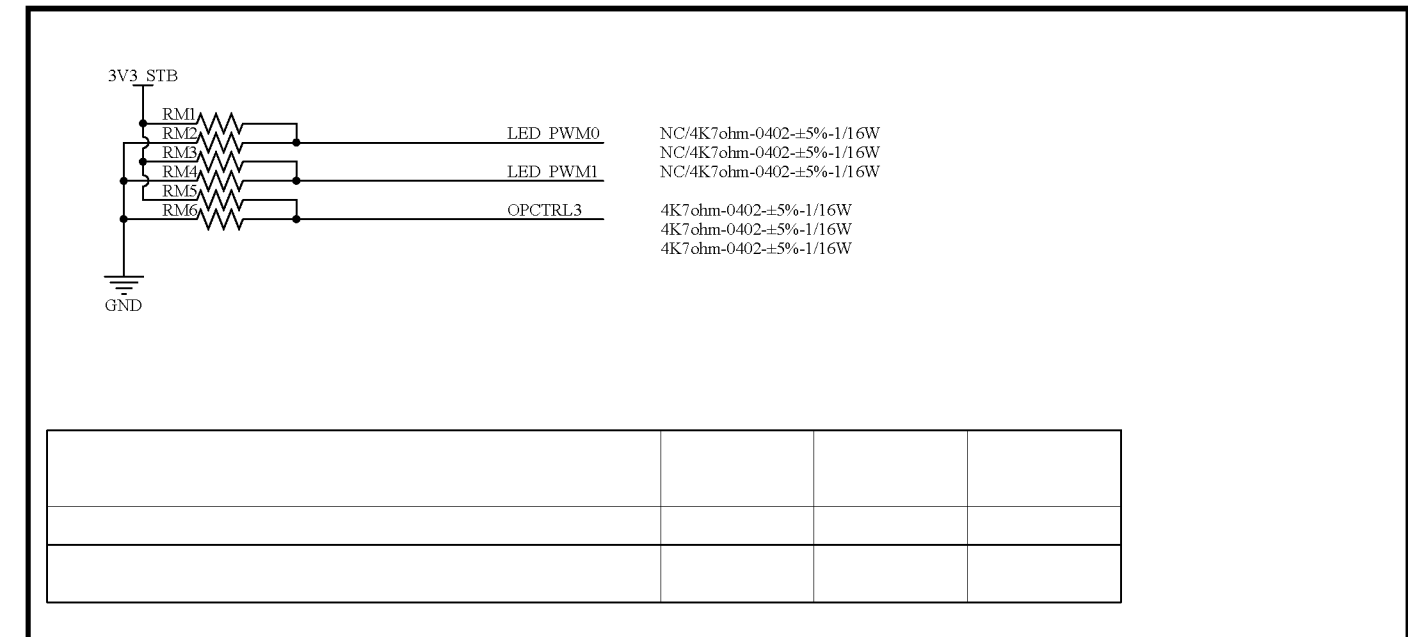 3V3_STB
RM1
RM2
RM3
RM4
RM5
RM6
LED_PWM0
LED_PWM1
OPCTRL3
NC/4K7ohm-0402-±5%-1/16W
NC/4K7ohm-0402-±5%-1/16W
NC/4K7ohm-0402-±5%-1/16W
4K7ohm-0402-±5%-1/16W
4K7ohm-0402-±5%-1/16W
4K7ohm-0402-±5%-1/16W
GND